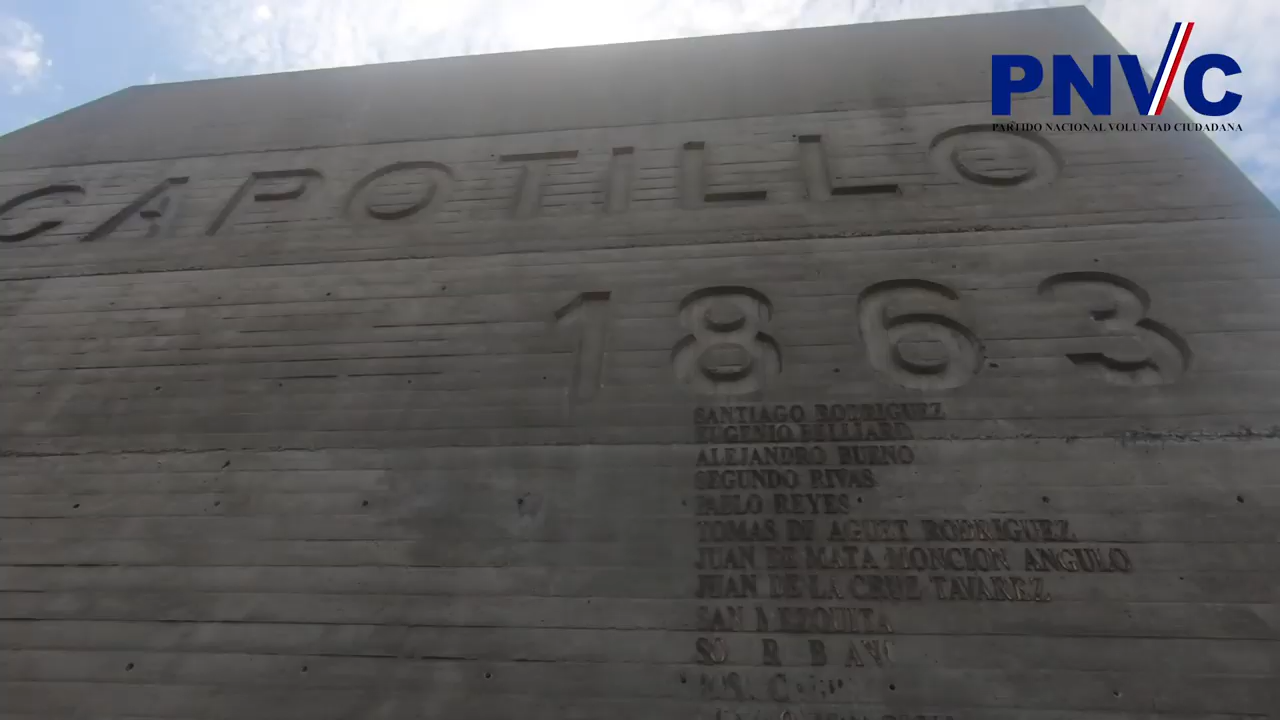 PNVC
PARTIDO NACIONAL VOLUNTAD CIUDADANA
CAPOTILLO
1863
SANTIAGO RODRIGUEZ
EUGENIO BELLIARD
ALEJANDRO BUENO
SEGUNDO RIVAS
PABLO REYES
TOMAS DE AGUET RODRIGUEZ
JUAN DE MATA MONCION ANGULO
JUAN DE LA CRUZ TAVAREZ